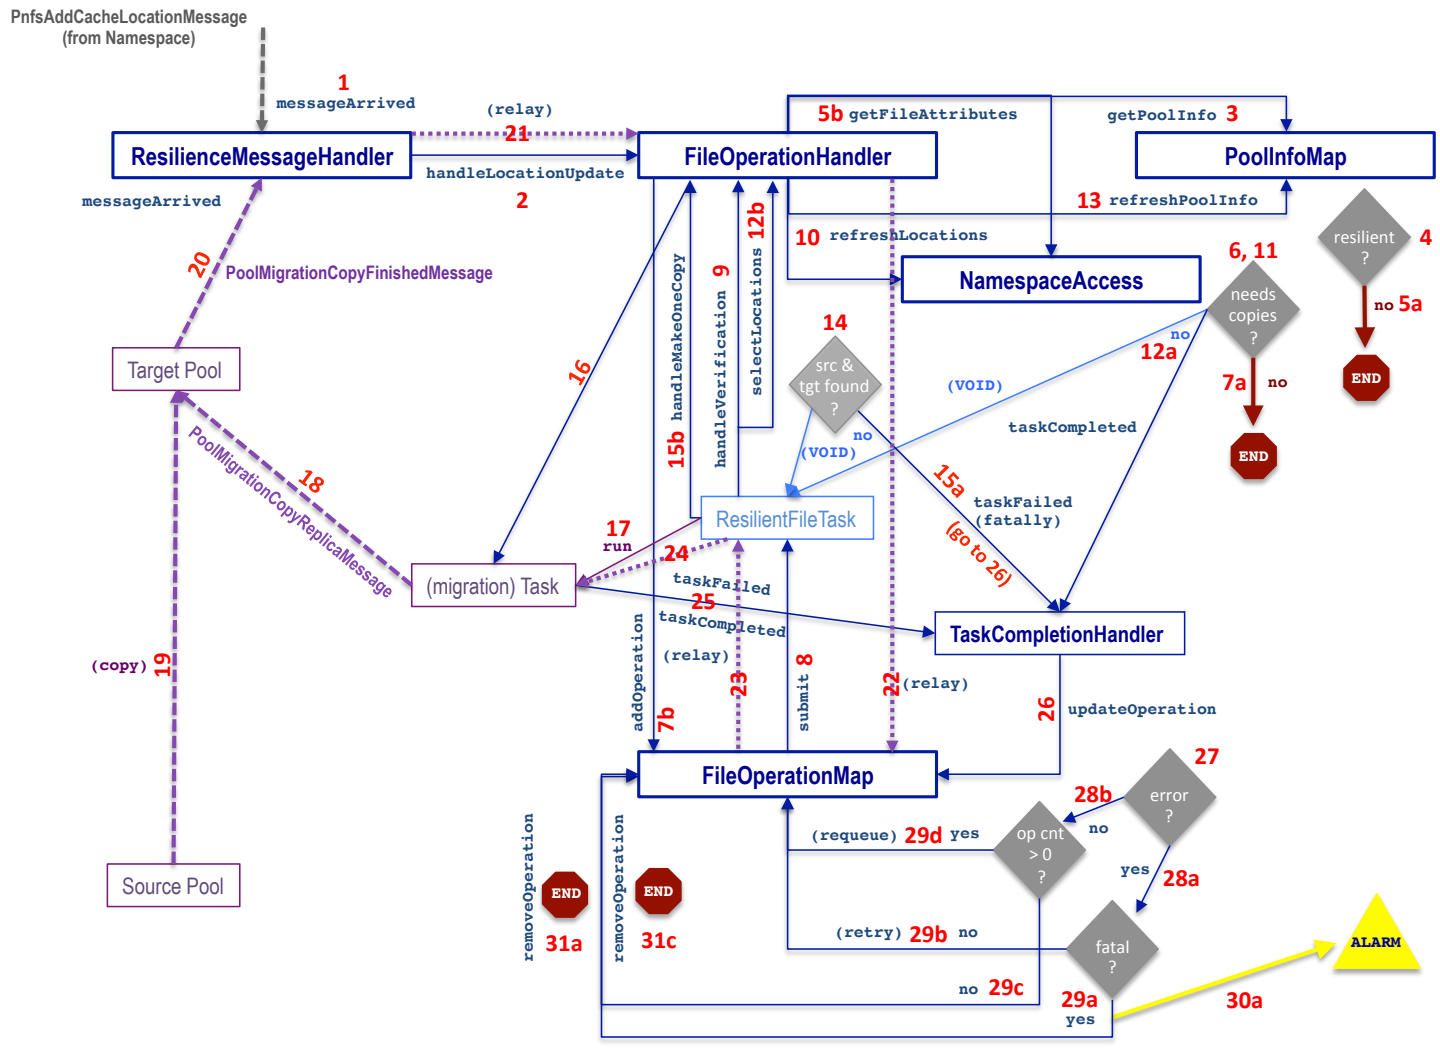 PnfsAddCacheLocationMessage
(from Namespace)
1
messageArrived
(relay)
21
5b getFileAttributes
getPoolInfo 3
ResilienceMessageHandler
FileOperationHandler
PoolInfoMap
handleLocationUpdate
2
messageArrived
13 refreshPoolInfo
10 refreshLocations
resilient
?
4
6, 11
20
PoolMigrationCopyFinishedMessage
NamespaceAccess
needs
copies
?
no 5a
no
12a
END
7a no
END
14
src &
tgt found
?
no
(VOID)
(VOID)
taskCompleted
Target Pool
16
15b handleMakeOneCopy
handleVerification 9
selectLocations 12b
18
PoolMigrationCopyReplicaMessage
15a
taskFailed
(fatally)
(go to 26)
ResilientFileTask
17
run
24
(migration) Task
taskFailed
25
taskCompleted
TaskCompletionHandler
(copy) 19
addOperation
7b
(relay)
23
submit 8
22 (relay)
26 updateOperation
FileOperationMap
27
error
?
28b
no
op cnt
> 0
?
(requeue) 29d yes
yes
28a
Source Pool
removeOperation
END
31a
removeOperation
END
31c
(retry) 29b no
fatal
?
ALARM
no 29c
29a
yes
30a